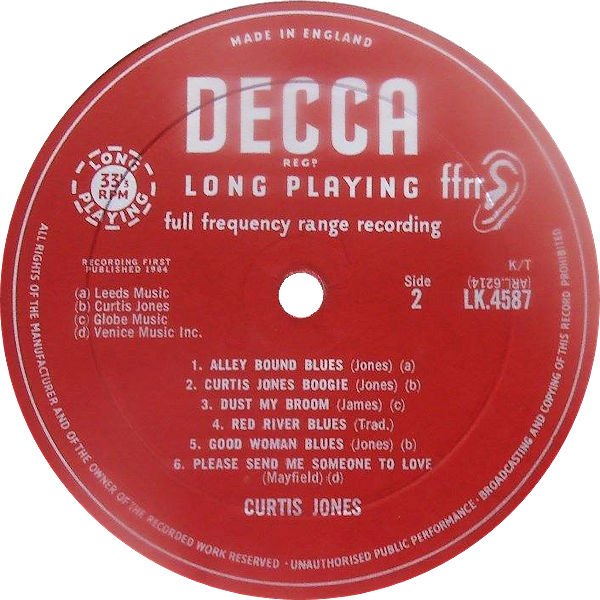 MADE IN ENGLAND
DECCA
REGD
LONG PLAYING ffrr
full frequency range recording
LONG
33 1/3
RPM
PLAYING
RECORDING FIRST
PUBLISHED 1964
(a) Leeds Music
(b) Curtis Jones
(c) Globe Music
(d) Venice Music Inc.
Side
2
K/T
(ARL.6214)
LK.4587
1. ALLEY BOUND BLUES (Jones) (a)
2. CURTIS JONES BOOGIE (Jones) (b)
3. DUST MY BROOM (James) (c)
4. RED RIVER BLUES (Trad.)
5. GOOD WOMAN BLUES (Jones) (b)
6. PLEASE SEND ME SOMEONE TO LOVE
(Mayfield) (d)
CURTIS JONES
ALL RIGHTS OF THE MANUFACTURER AND OF THE OWNER OF THE RECORDED WORK RESERVED · UNAUTHORISED PUBLIC PERFORMANCE · BROADCASTING AND COPYING OF THIS RECORD PROHIBITED